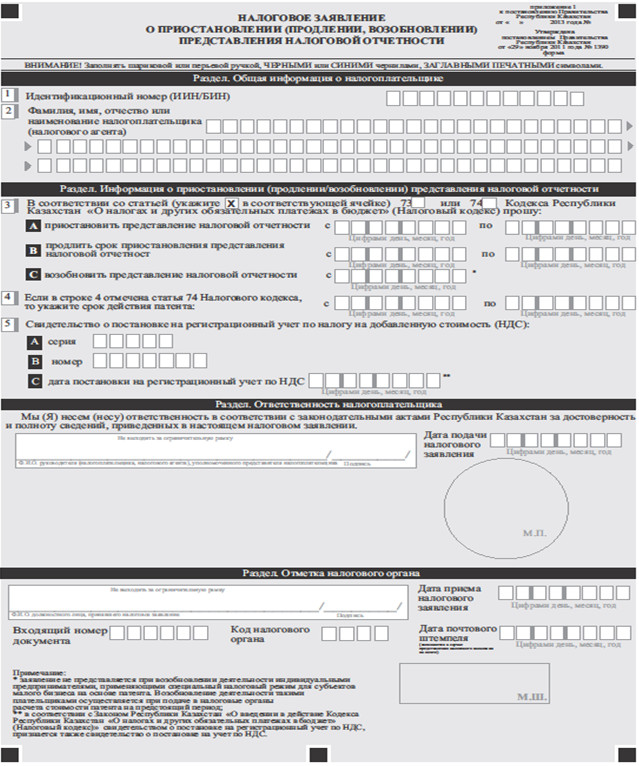 приложения 1
к постановлению Правительства
Республики Казахстан
от « » 2013 года №
Утверждена
постановлением Правительства
Республики Казахстан
от «29» ноября 2011 года № 1390
форма
НАЛОГОВОЕ ЗАЯВЛЕНИЕ
О ПРИОСТАНОВЛЕНИИ (ПРОДЛЕНИИ, ВОЗОБНОВЛЕНИИ)
ПРЕДСТАВЛЕНИЯ НАЛОГОВОЙ ОТЧЕТНОСТИ
ВНИМАНИЕ! Заполнять шариковой или перьевой ручкой, ЧЕРНЫМИ или СИНИМИ чернилами, ЗАГЛАВНЫМИ ПЕЧАТНЫМИ символами.
Раздел. Общая информация о налогоплательщике
1 Идентификационный номер (ИИН/БИН)
2 Фамилия, имя, отчество или
наименование налогоплательщика
(налогового агента)
Раздел. Информация о приостановлении (продлении/возобновлении) представления налоговой отчетности
3 В соответствии со статьей (укажите X в соответствующей ячейке) 73 или 74 Кодекса Республики
Казахстан «О налогах и других обязательных платежах в бюджет» (Налоговый кодекс) прошу:
A приостановить представление налоговой отчетности с по
Цифрами день, месяц, год Цифрами день, месяц, год
B продлить срок приостановления представления
налоговой отчетност с по
Цифрами день, месяц, год Цифрами день, месяц, год
C возобновить представление налоговой отчетности с *
Цифрами день, месяц, год
4 Если в строке 4 отмечена статья 74 Налогового кодекса,
то укажите срок действия патента: с по
Цифрами день, месяц, год Цифрами день, месяц, год
5 Свидетельство о постановке на регистрационный учет по налогу на добавленную стоимость (НДС):
A серия
B номер
C дата постановки на регистрационный учет по НДС **
Цифрами день, месяц, год
Раздел. Ответственность налогоплательщика
Мы (Я) несем (несу) ответственность в соответствии с законодательными актами Республики Казахстан за достоверность
и полноту сведений, приведенных в настоящем налоговом заявлении.
Не выходить за ограничительную рамку
/ /
Ф.И.О. руководителя (налогоплательщика, налогового агента), уполномоченного представителя налогоплательщика Подпись
Дата подачи
налогового
заявления
Цифрами день, месяц, год
М.П.
Раздел. Отметка налогового органа
Не выходить за ограничительную рамку
/ /
Ф.И.О должностного лица, принявшего налоговое заявление Подпись
Дата приема
налогового
заявления
Цифрами день, месяц, год
Входящий номер
документа
Код налогового
органа
Дата почтового
штемпеля
Цифрами день, месяц, год
М.Ш.
Примечание:
* заявление не представляется при возобновлении деятельности индивидуальными
предпринимателями, применяющими специальный налоговый режим для субъектов
малого бизнеса на основе патента. Возобновление деятельности такими
плательщиками осуществляется при подаче в налоговые органы
расчета стоимости патента на предстоящий период;
** в соответствии с Законом Республики Казахстан «О введении в действие Кодекса
Республики Казахстан «О налогах и других обязательных платежах в бюджет»
(Налоговый кодекс)» свидетельством о постановке на регистрационный учет по НДС,
признается также свидетельство о постановке на учет по НДС.